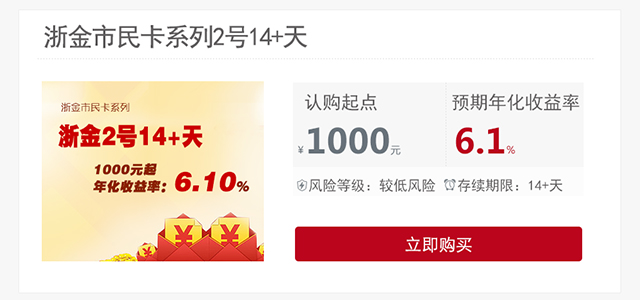 浙金市民卡系列2号14+天
浙金市民卡系列
浙金2号14+天
1000元起
年化收益率：6.10%
认购起点
¥1000元
预期年化收益率
6.1%
风险等级：较低风险
存续期限：14+天
立即购买